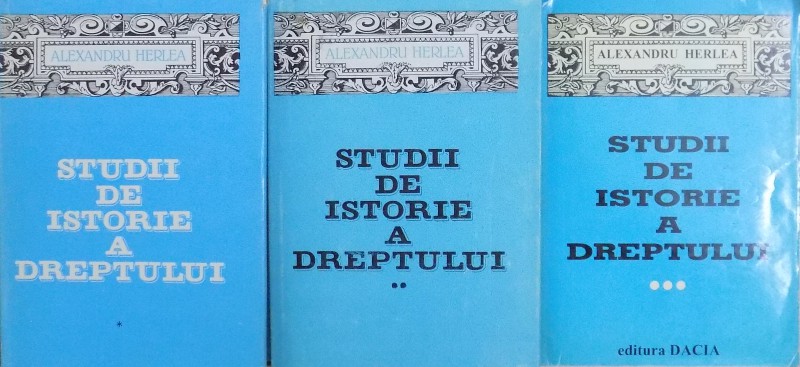 ALEXANDRU HERLEA
STUDII
DE
ISTORIE
A
DREPTULUI
*
ALEXANDRU HERLEA
STUDII
DE
ISTORIE
A
DREPTULUI
••
ALEXANDRU HERLEA
STUDII
DE
ISTORIE
A
DREPTULUI
•••
editura DACIA